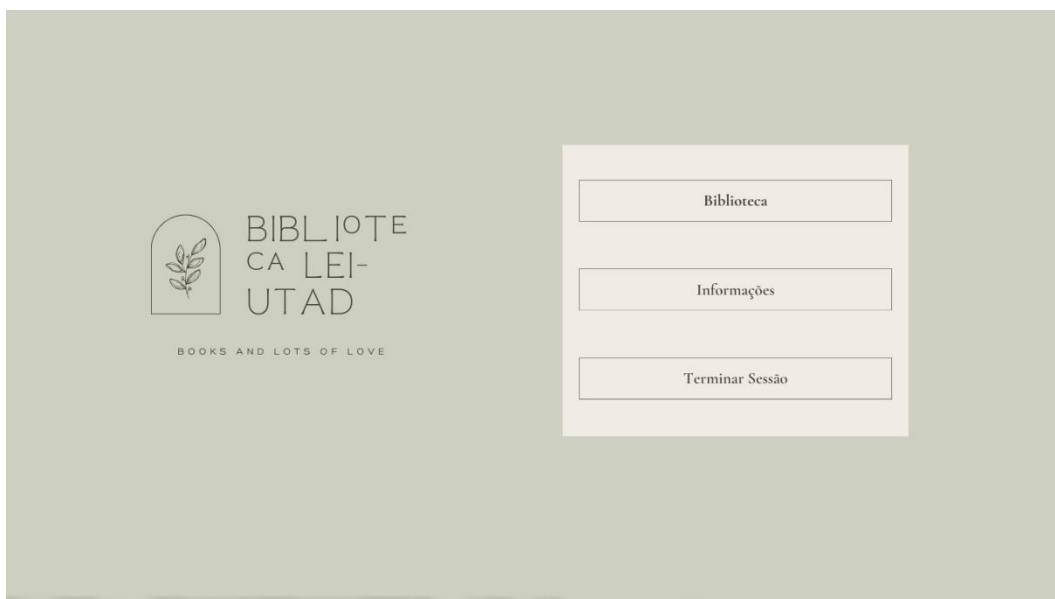 BIBLIOTE
CA LEI-
UTAD
BOOKS AND LOTS OF LOVE
Biblioteca
Informações
Terminar Sessão